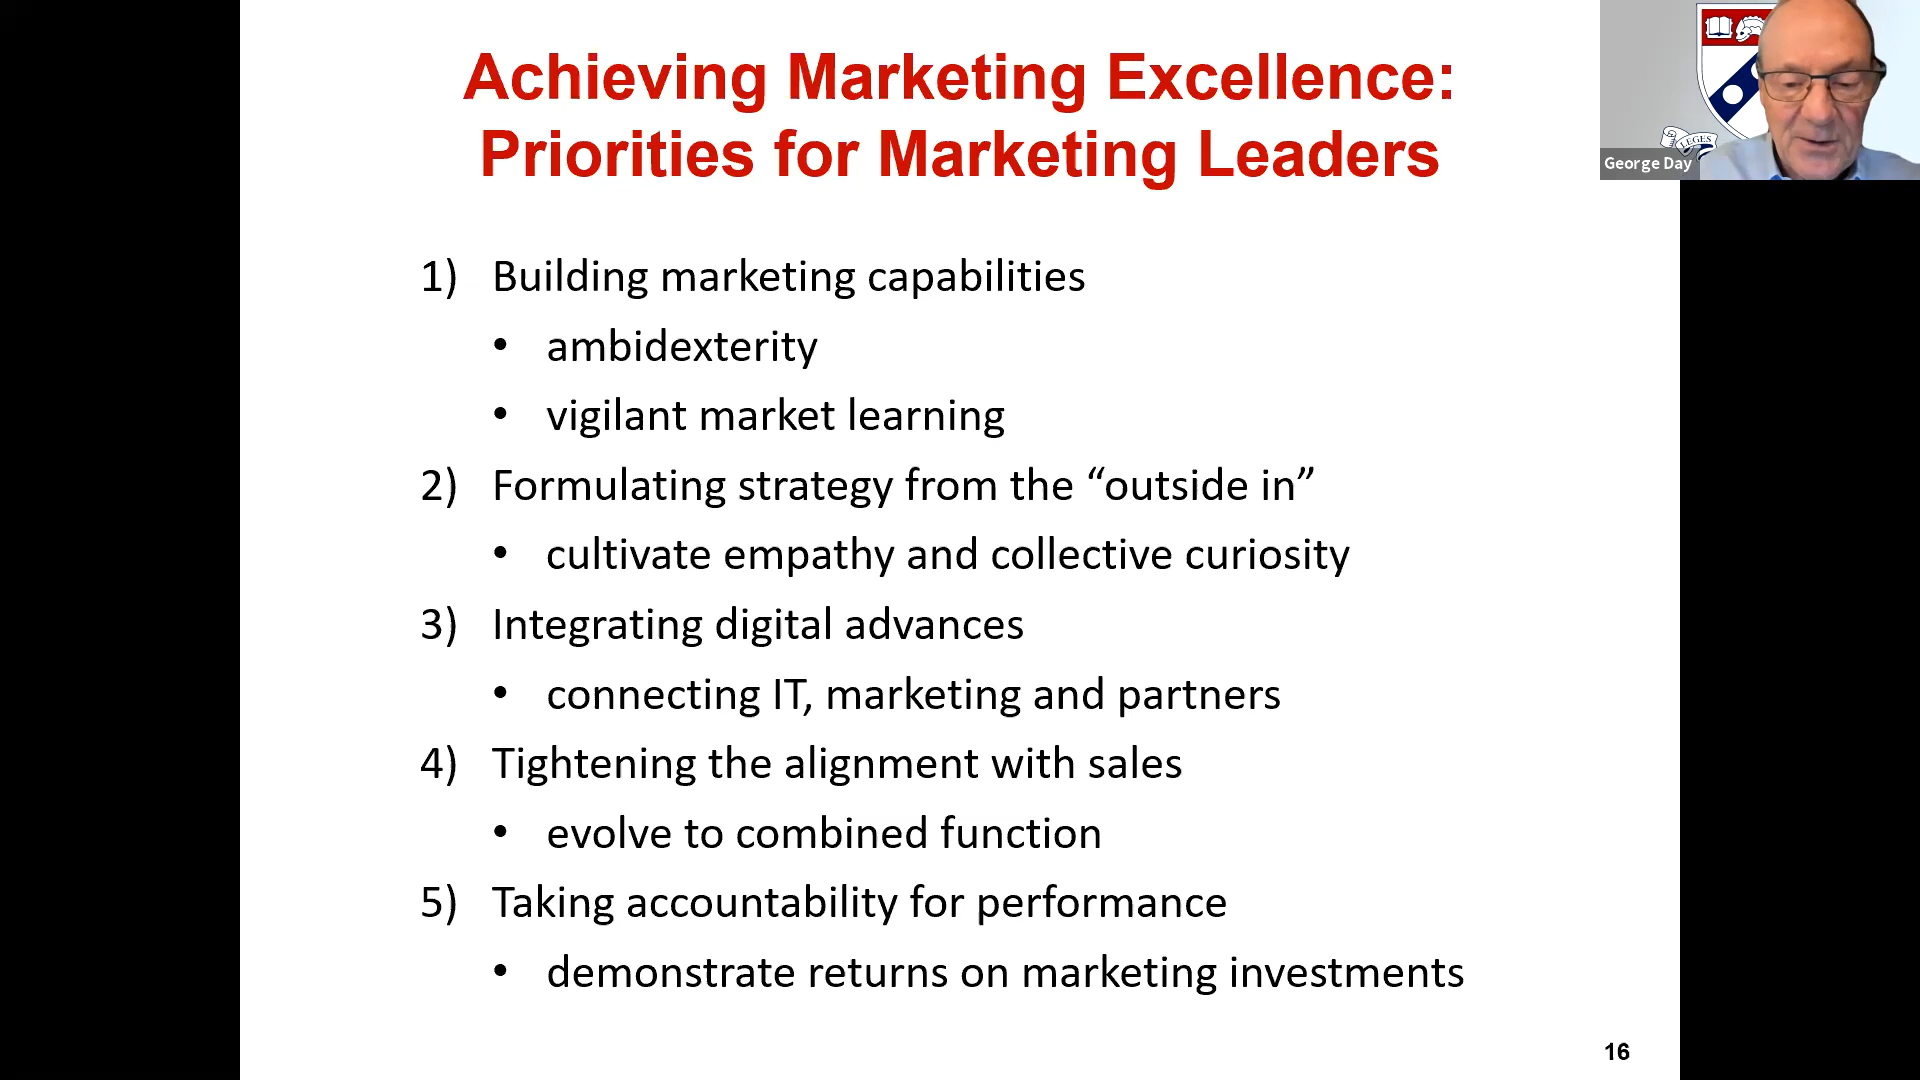 Achieving Marketing Excellence:
Priorities for Marketing Leaders
George Day
1) Building marketing capabilities
• ambidexterity
• vigilant market learning
2) Formulating strategy from the “outside in”
• cultivate empathy and collective curiosity
3) Integrating digital advances
• connecting IT, marketing and partners
4) Tightening the alignment with sales
• evolve to combined function
5) Taking accountability for performance
• demonstrate returns on marketing investments
16